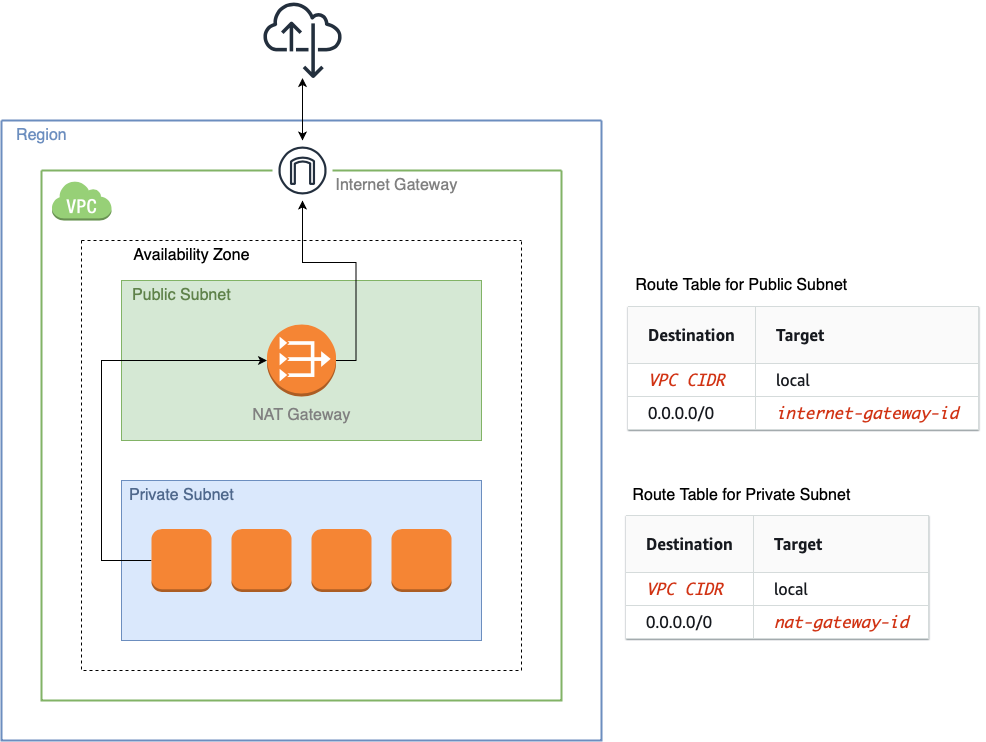 Region
Internet Gateway
VPC
Availability Zone
Public Subnet
NAT Gateway
Private Subnet
Route Table for Public Subnet
Destination Target
VPC CIDR local
0.0.0.0/0 internet-gateway-id
Route Table for Private Subnet
Destination Target
VPC CIDR local
0.0.0.0/0 nat-gateway-id